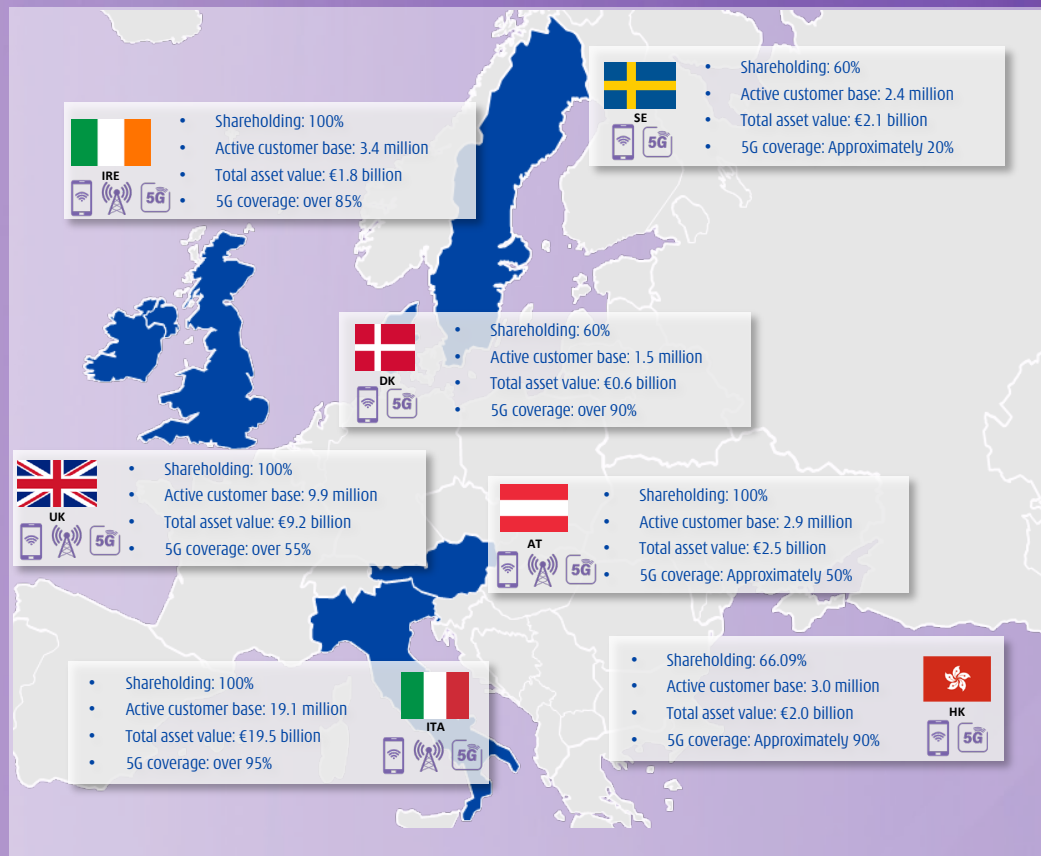 • Shareholding: 60%
• Active customer base: 2.4 million
• Total asset value: €2.1 billion
• 5G coverage: Approximately 20%
SE
5G
• Shareholding: 100%
• Active customer base: 3.4 million
• Total asset value: €1.8 billion
• 5G coverage: over 85%
IRE
5G
• Shareholding: 60%
• Active customer base: 1.5 million
• Total asset value: €0.6 billion
• 5G coverage: over 90%
DK
5G
• Shareholding: 100%
• Active customer base: 9.9 million
• Total asset value: €9.2 billion
• 5G coverage: over 55%
UK
5G
• Shareholding: 100%
• Active customer base: 2.9 million
• Total asset value: €2.5 billion
• 5G coverage: Approximately 50%
AT
5G
• Shareholding: 100%
• Active customer base: 19.1 million
• Total asset value: €19.5 billion
• 5G coverage: over 95%
ITA
5G
• Shareholding: 66.09%
• Active customer base: 3.0 million
• Total asset value: €2.0 billion
• 5G coverage: Approximately 90%
HK
5G